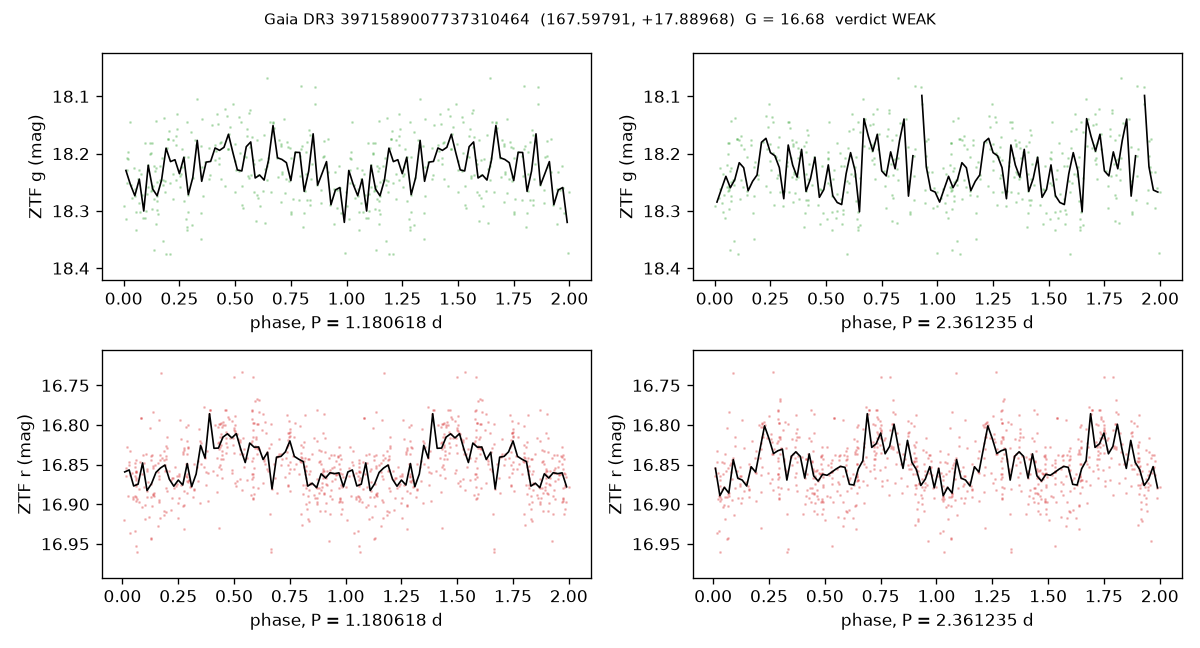 Gaia DR3 3971589007737310464 (167.59791, +17.88968) G = 16.68 verdict WEAK
ZTF g (mag)
18.1
18.2
18.3
18.4
0.00 0.25 0.50 0.75 1.00 1.25 1.50 1.75 2.00
phase, P = 1.180618 d
ZTF g (mag)
18.1
18.2
18.3
18.4
0.00 0.25 0.50 0.75 1.00 1.25 1.50 1.75 2.00
phase, P = 2.361235 d
ZTF r (mag)
16.75
16.80
16.85
16.90
16.95
0.00 0.25 0.50 0.75 1.00 1.25 1.50 1.75 2.00
phase, P = 1.180618 d
ZTF r (mag)
16.75
16.80
16.85
16.90
16.95
0.00 0.25 0.50 0.75 1.00 1.25 1.50 1.75 2.00
phase, P = 2.361235 d